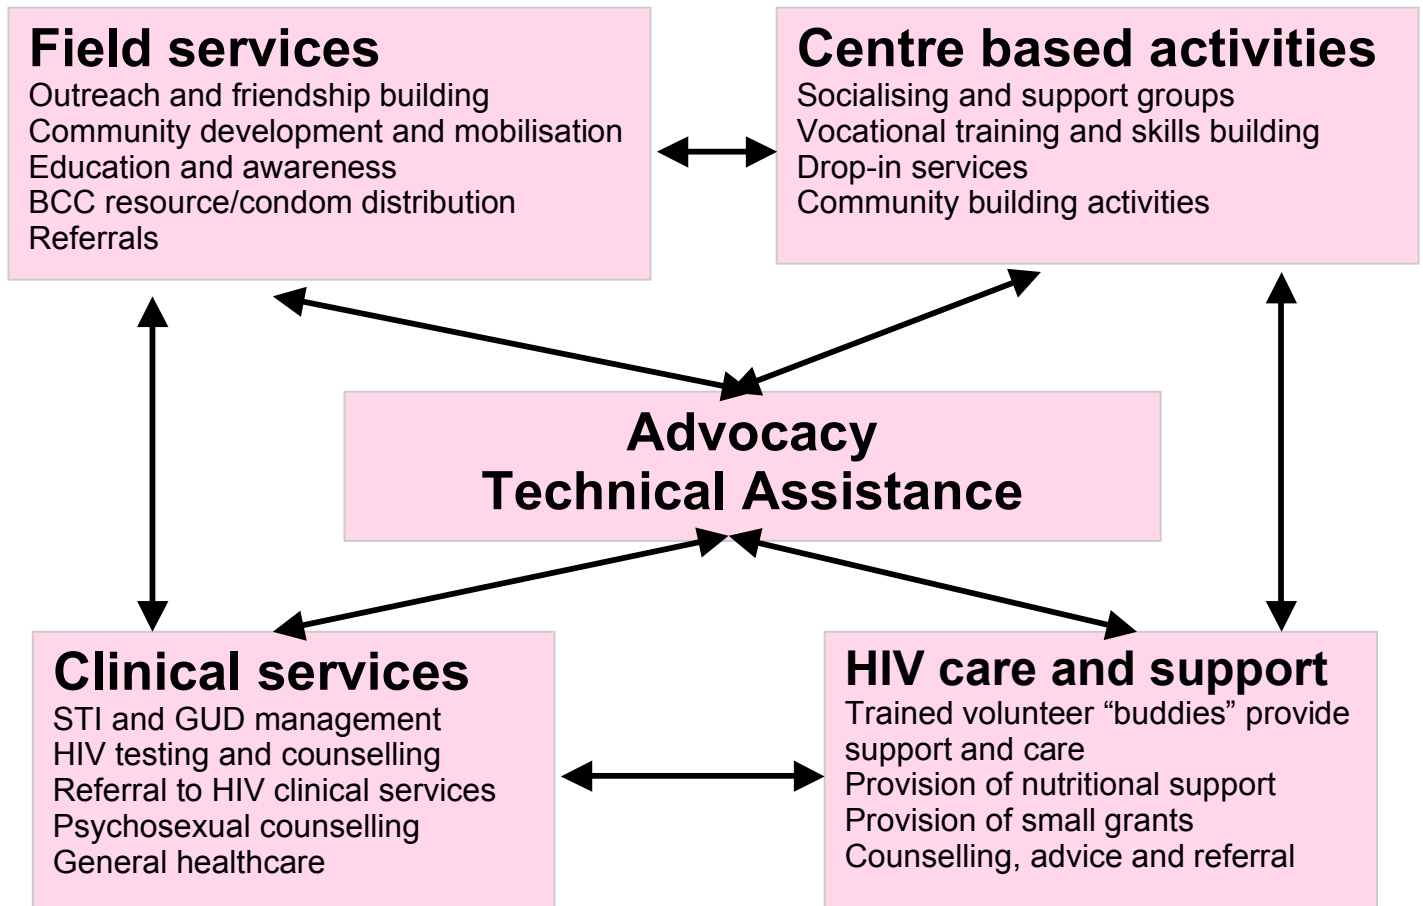 Field services
Outreach and friendship building
Community development and mobilisation
Education and awareness
BCC resource/condom distribution
Referrals
Centre based activities
Socialising and support groups
Vocational training and skills building
Drop-in services
Community building activities
Advocacy
Technical Assistance
Clinical services
STI and GUD management
HIV testing and counselling
Referral to HIV clinical services
Psychosexual counselling
General healthcare
HIV care and support
Trained volunteer “buddies” provide
support and care
Provision of nutritional support
Provision of small grants
Counselling, advice and referral